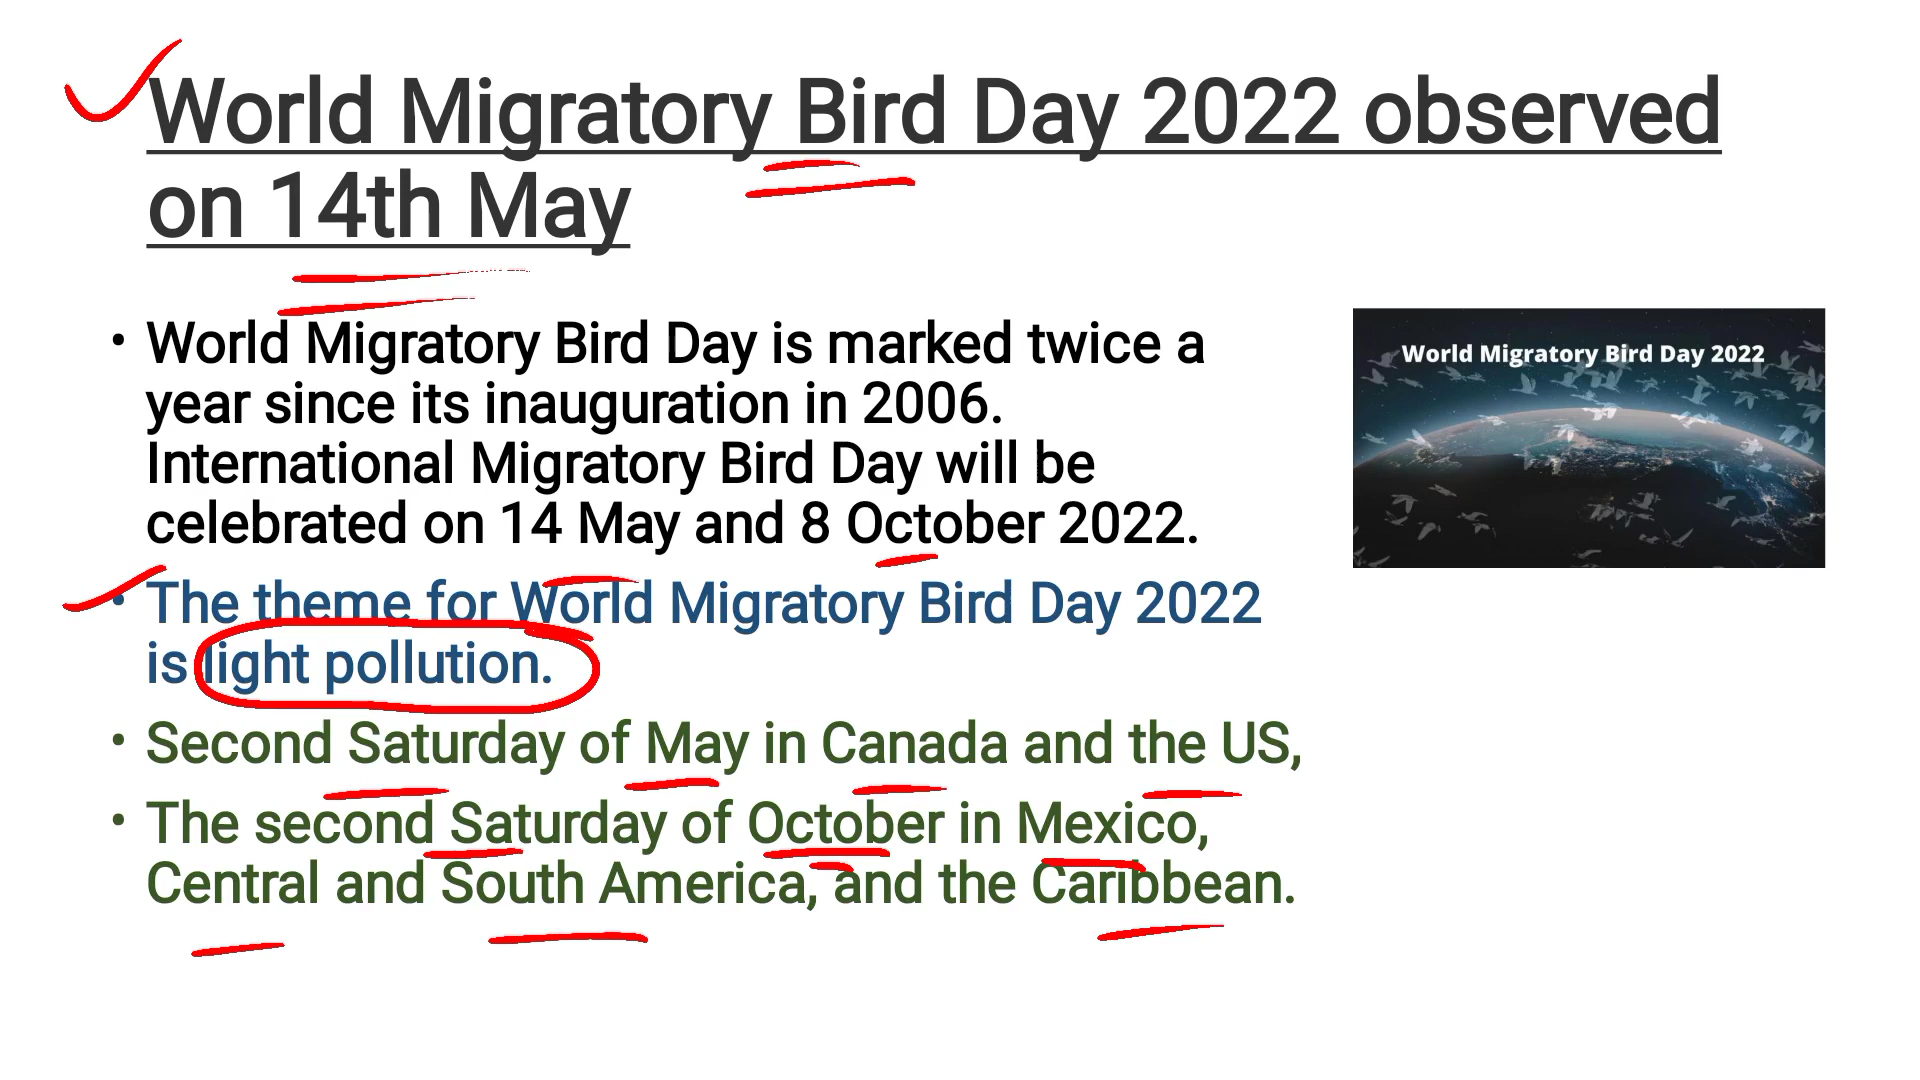 World Migratory Bird Day 2022 observed
on 14th May
• World Migratory Bird Day is marked twice a
year since its inauguration in 2006.
International Migratory Bird Day will be
celebrated on 14 May and 8 October 2022.
• The theme for World Migratory Bird Day 2022
is light pollution.
• Second Saturday of May in Canada and the US,
• The second Saturday of October in Mexico,
Central and South America, and the Caribbean.
World Migratory Bird Day 2022